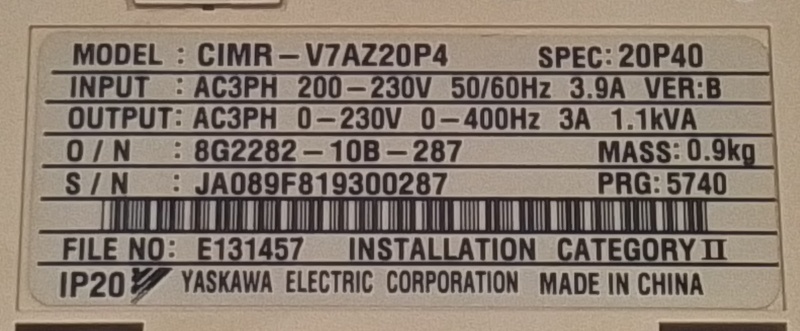 MODEL : CIMR-V7AZ20P4 SPEC: 20P40
INPUT : AC3PH 200-230V 50/60Hz 3.9A VER:B
OUTPUT: AC3PH 0-230V 0-400Hz 3A 1.1kVA
O/N : 8G2282-10B-287 MASS: 0.9kg
S/N : JA089F819300287 PRG: 5740
FILE NO: E131457 INSTALLATION CATEGORY II
IP20 YASKAWA ELECTRIC CORPORATION MADE IN CHINA